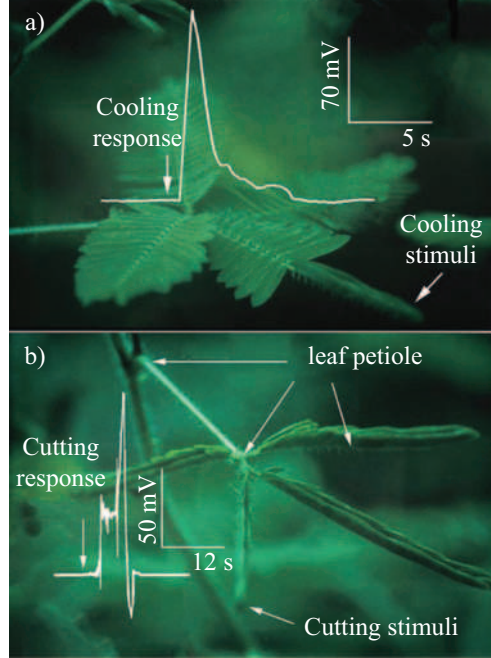 a)
Cooling
response
70 mV
5 s
Cooling
stimuli
b)
leaf petiole
Cutting
response
50 mV
12 s
Cutting stimuli